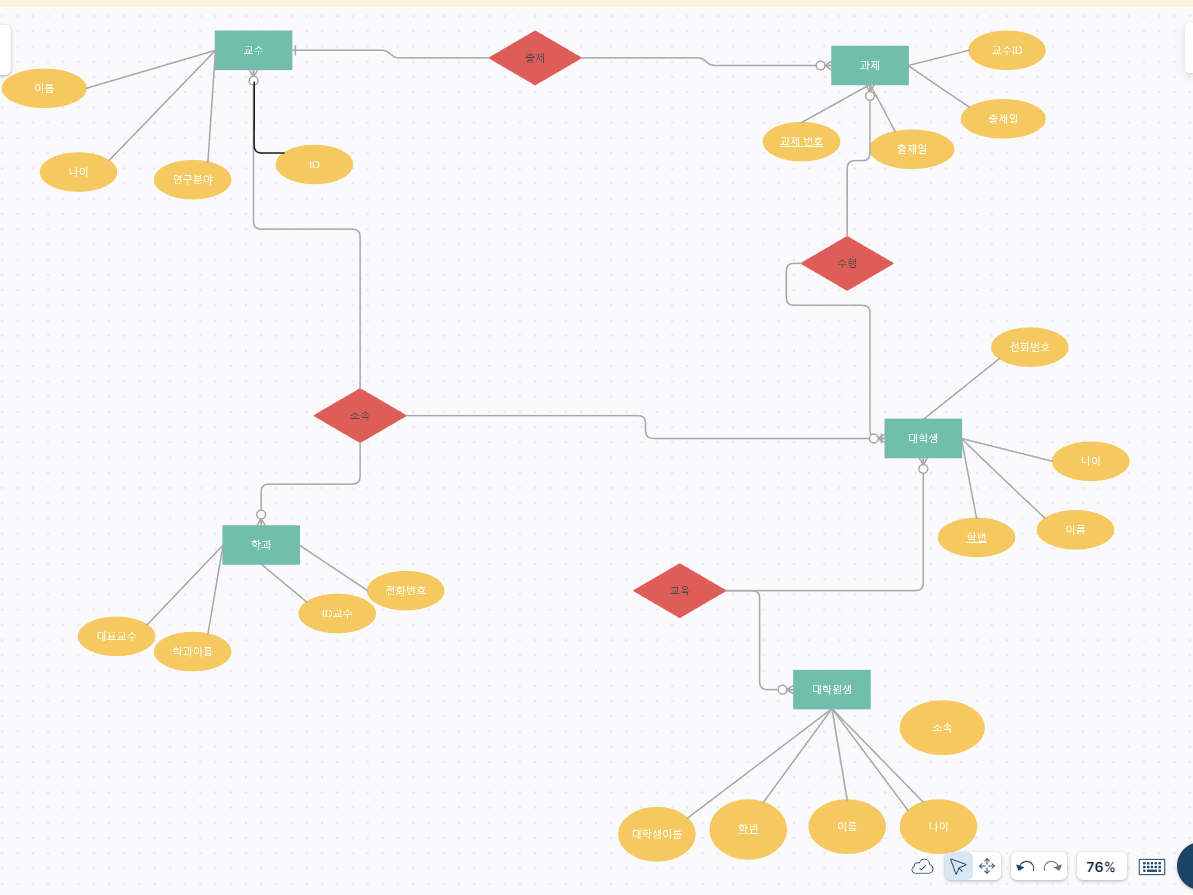 교수
출제
과제
교수ID
이름
출제일
과제 번호
출제일
ID
나이
연구분야
수행
전화번호
소속
대학생
나이
이름
학번
학과
전화번호
교육
ID교수
대표교수
학과이름
대학원생
소속
대학생이름
학번
이름
나이
76%